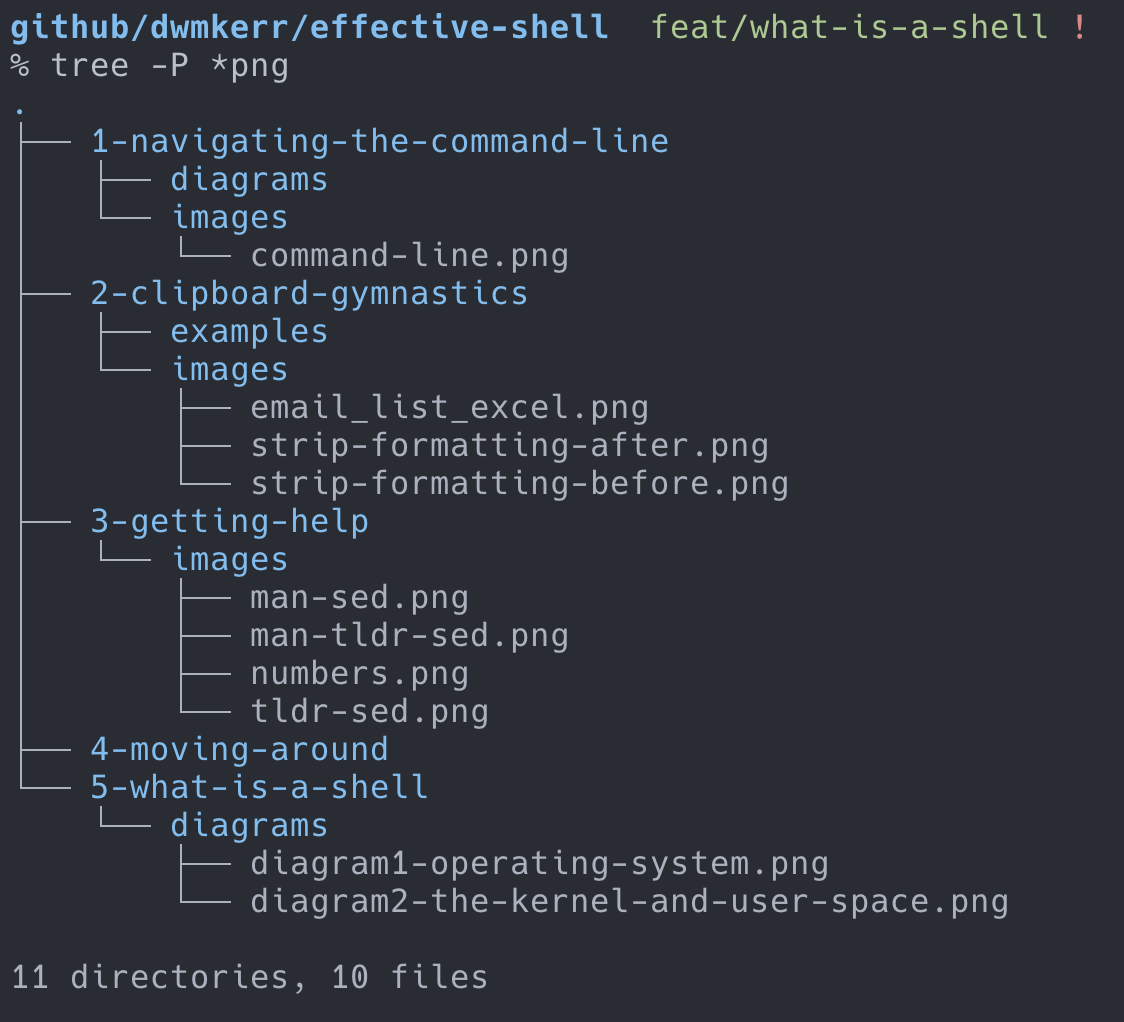 github/dwmkerr/effective-shell  feat/what-is-a-shell !
% tree -P *png
.
├── 1-navigating-the-command-line
│   ├── diagrams
│   └── images
│       └── command-line.png
├── 2-clipboard-gymnastics
│   ├── examples
│   └── images
│       ├── email_list_excel.png
│       ├── strip-formatting-after.png
│       └── strip-formatting-before.png
├── 3-getting-help
│   └── images
│       ├── man-sed.png
│       ├── man-tldr-sed.png
│       ├── numbers.png
│       └── tldr-sed.png
├── 4-moving-around
└── 5-what-is-a-shell
    └── diagrams
        ├── diagram1-operating-system.png
        └── diagram2-the-kernel-and-user-space.png

11 directories, 10 files